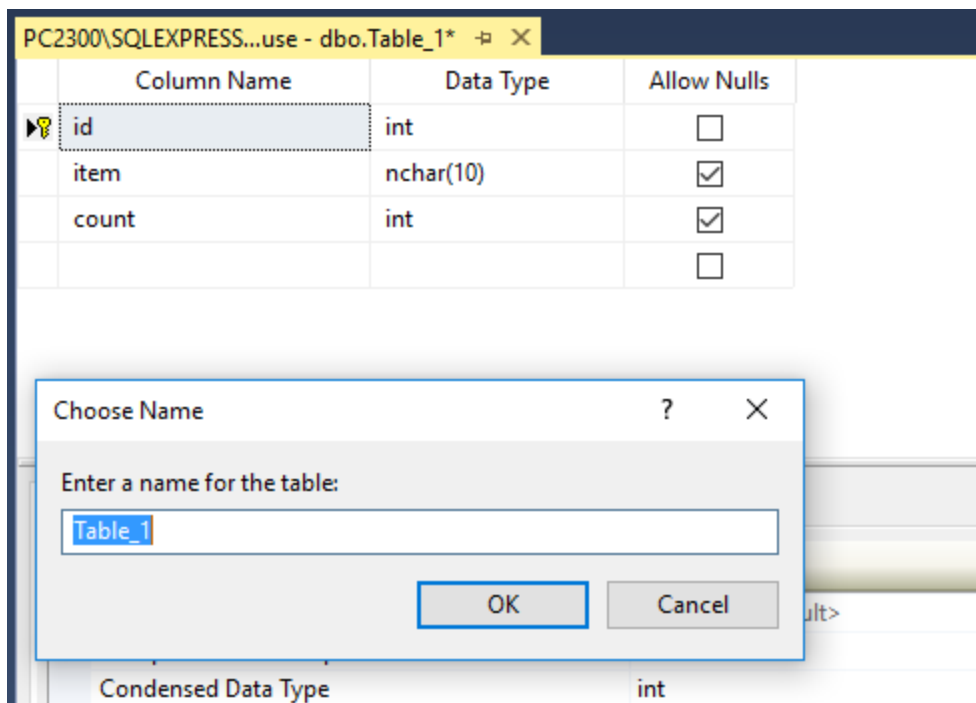 PC2300\SQLEXPRESS...use - dbo.Table_1*
Column Name Data Type Allow Nulls
id int
item nchar(10)
count int
Choose Name ?
Enter a name for the table:
Table_1
OK Cancel
ult>
Condensed Data Type int